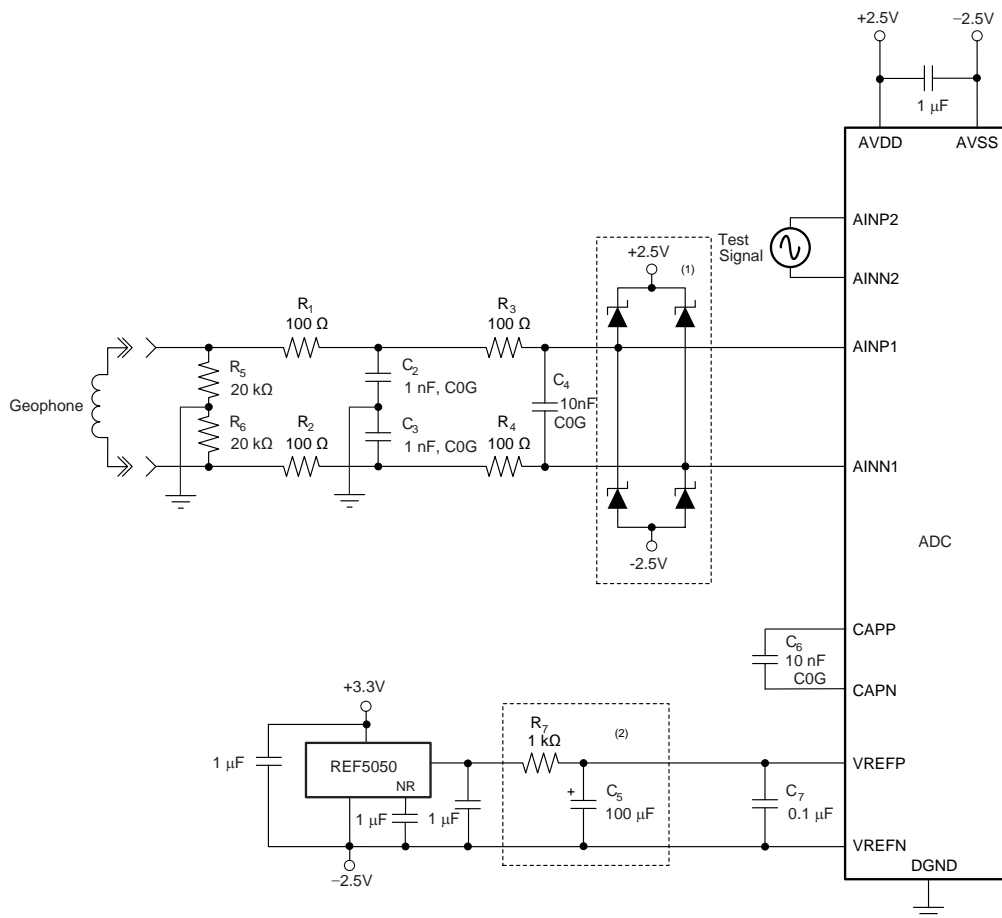 +2.5V
−2.5V
1 µF
AVDD
AVSS
AINP2
Test
Signal
AINN2
+2.5V
(1)
R1
100 Ω
R3
100 Ω
AINP1
R5
20 kΩ
C2
1 nF, C0G
C4
10nF
C0G
Geophone
R6
20 kΩ
R2
100 Ω
C3
1 nF, C0G
R4
100 Ω
AINN1
-2.5V
ADC
CAPP
C6
10 nF
C0G
CAPN
+3.3V
R7
1 kΩ
(2)
1 µF
REF5050
NR
VREFP
1 µF
1 µF
+
C5
100 µF
C7
0.1 µF
VREFN
−2.5V
DGND